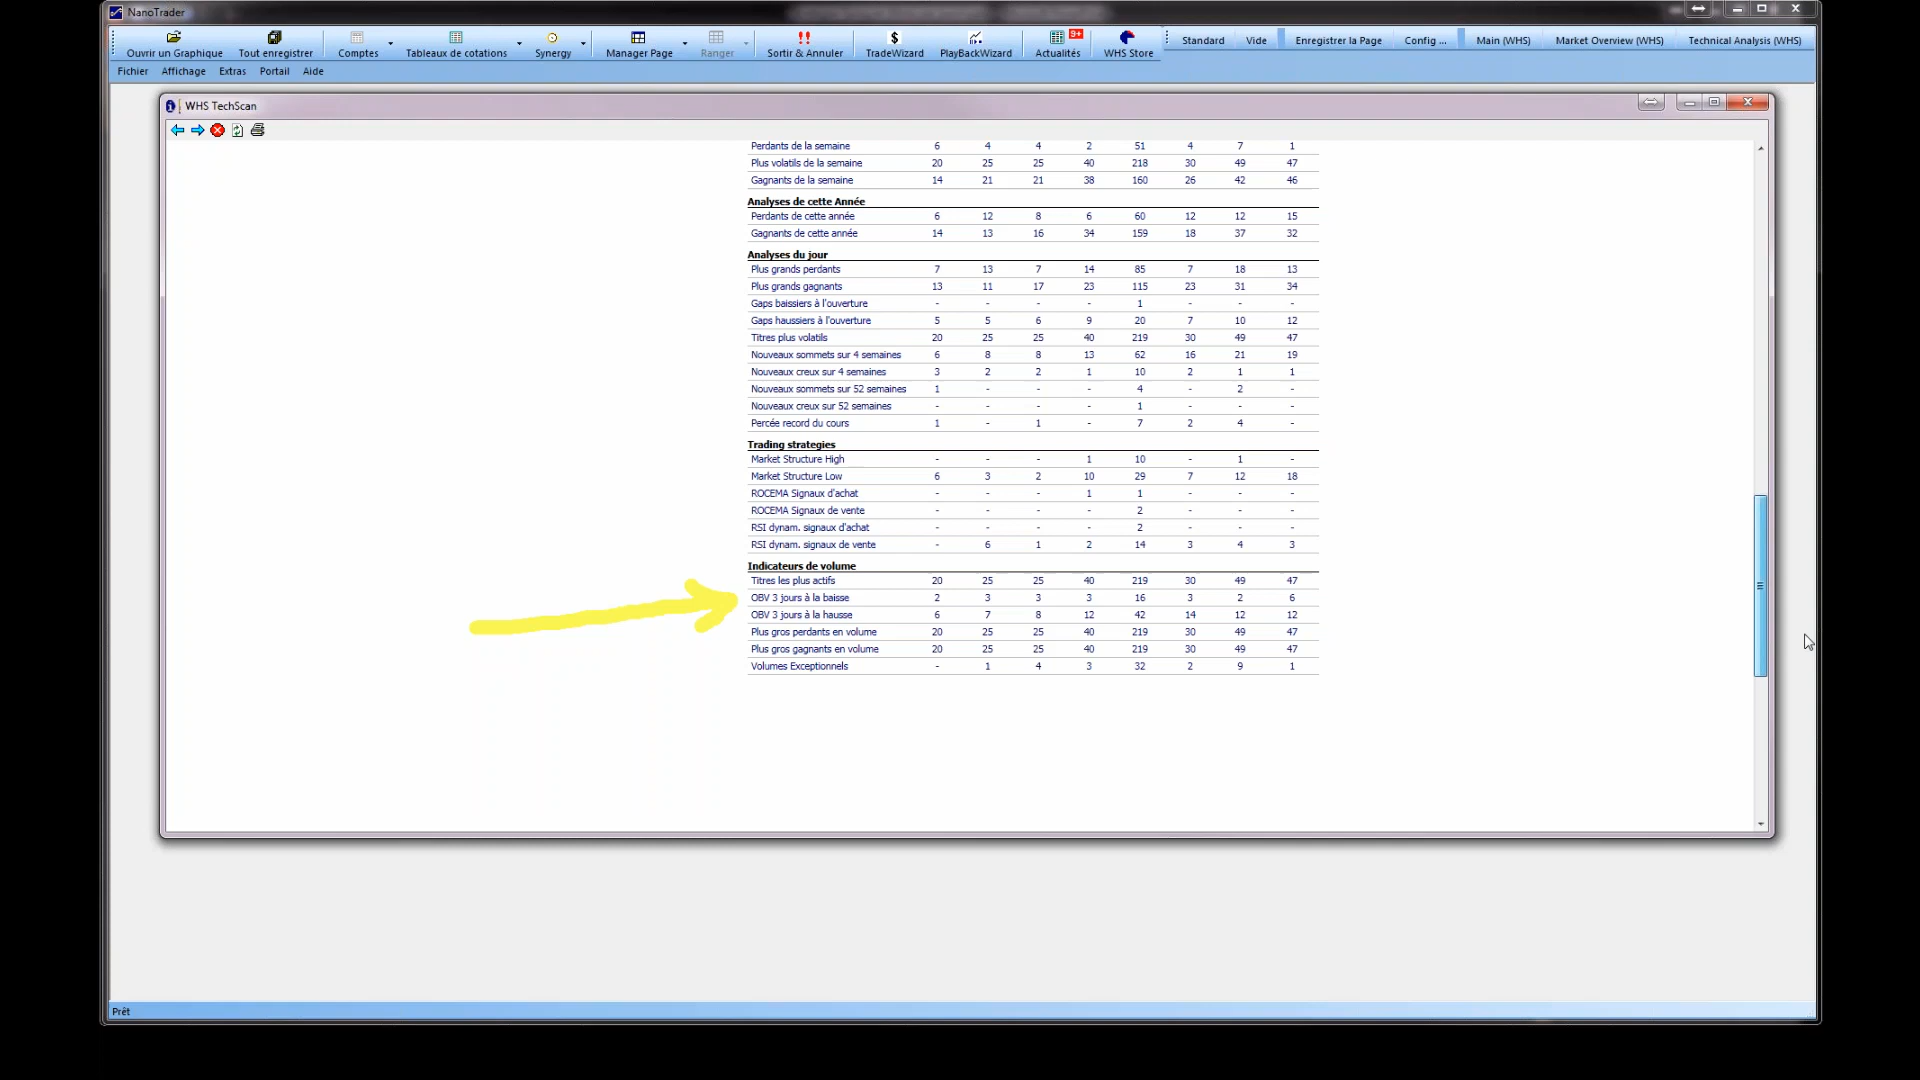 NanoTrader
Ouvrir un Graphique Tout enregistrer Comptes Tableaux de cotations Synergy Manager Page Ranger Sortir & Annuler TradeWizard PlayBackWizard 9+ Actualités WHS Store Standard Vide Enregistrer la Page Config ... Main (WHS) Market Overview (WHS) Technical Analysis (WHS)
Fichier Affichage Extras Portail Aide
WHS TechScan
Perdants de la semaine 6 4 4 2 51 4 7 1
Plus volatils de la semaine 20 25 25 40 218 30 49 47
Gagnants de la semaine 14 21 21 38 160 26 42 46
Analyses de cette Année
Perdants de cette année 6 12 8 6 60 12 12 15
Gagnants de cette année 14 13 16 34 159 18 37 32
Analyses du jour
Plus grands perdants 7 13 7 14 85 7 18 13
Plus grands gagnants 13 11 17 23 115 23 31 34
Gaps baissiers à l'ouverture - - - - 1 - - -
Gaps haussiers à l'ouverture 5 5 6 9 20 7 10 12
Titres plus volatils 20 25 25 40 219 30 49 47
Nouveaux sommets sur 4 semaines 6 8 8 13 62 16 21 19
Nouveaux creux sur 4 semaines 3 2 2 1 10 2 1 1
Nouveaux sommets sur 52 semaines 1 - - - 4 - 2 -
Nouveaux creux sur 52 semaines - - - - 1 - - -
Percée record du cours 1 - 1 - 7 2 4 -
Trading strategies
Market Structure High - - - 1 10 - 1 -
Market Structure Low 6 3 2 10 29 7 12 18
ROCEMA Signaux d'achat - - - 1 1 - - -
ROCEMA Signaux de vente - - - - 2 - - -
RSI dynam. signaux d'achat - - - - 2 - - -
RSI dynam. signaux de vente - 6 1 2 14 3 4 3
Indicateurs de volume
Titres les plus actifs 20 25 25 40 219 30 49 47
OBV 3 jours à la baisse 2 3 3 3 16 3 2 6
OBV 3 jours à la hausse 6 7 8 12 42 14 12 12
Plus gros perdants en volume 20 25 25 40 219 30 49 47
Plus gros gagnants en volume 20 25 25 40 219 30 49 47
Volumes Exceptionnels - 1 4 3 32 2 9 1
Prêt